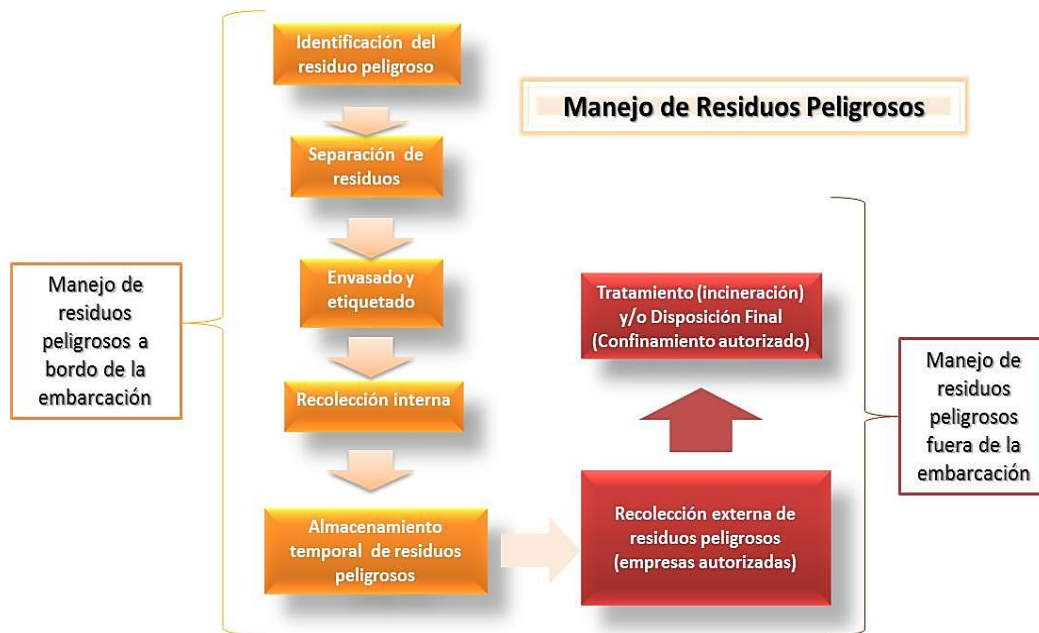 Manejo de Residuos Peligrosos
Manejo de
residuos
peligrosos a
bordo de la
embarcación
Identificación del
residuo peligroso
Separación de
residuos
Envasado y
etiquetado
Recolección interna
Almacenamiento
temporal de residuos
peligrosos
Recolección externa de
residuos peligrosos
(empresas autorizadas)
Tratamiento (incineración)
y/o Disposición Final
(Confinamiento autorizado)
Manejo de
residuos
peligrosos
fuera de la
embarcación